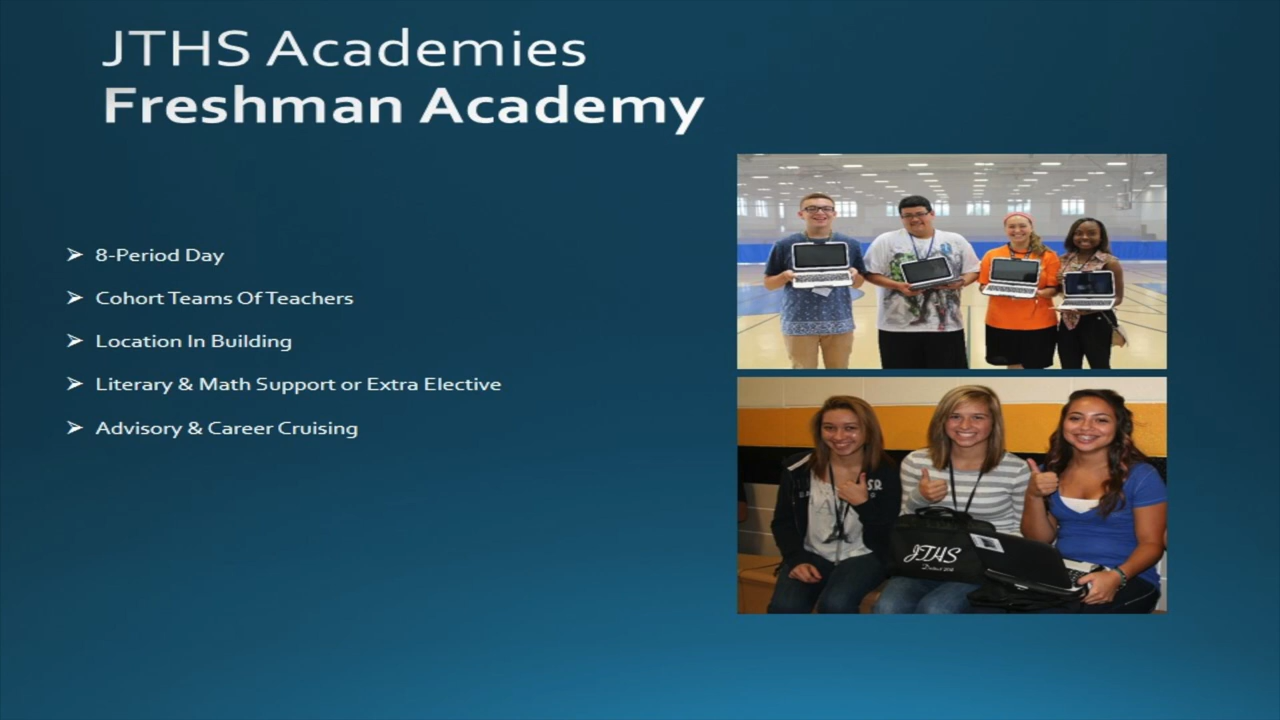 JTHS Academies
Freshman Academy
➢ 8-Period Day
➢ Cohort Teams Of Teachers
➢ Location In Building
➢ Literary & Math Support or Extra Elective
➢ Advisory & Career Cruising
JTHS